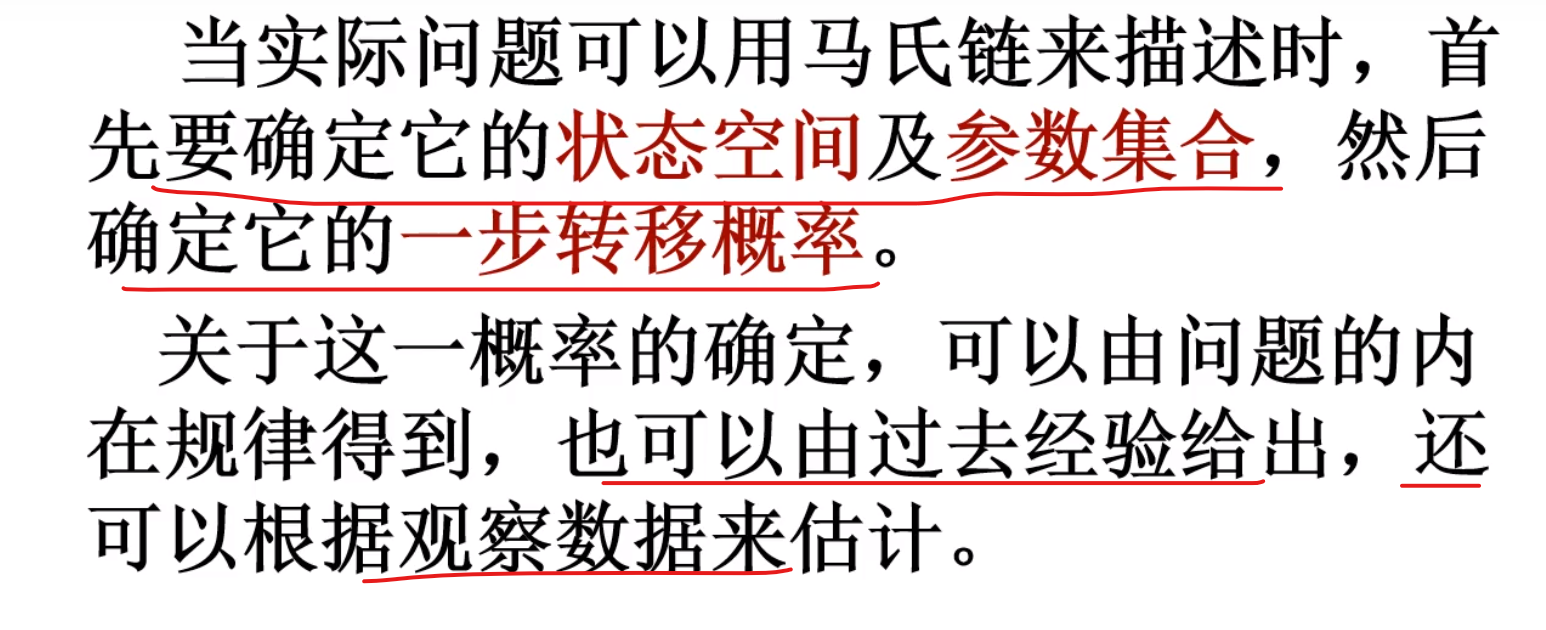 当实际问题可以用马氏链来描述时，首
先要确定它的状态空间及参数集合，然后
确定它的一步转移概率。
关于这一概率的确定，可以由问题的内
在规律得到，也可以由过去经验给出，还
可以根据观察数据来估计。